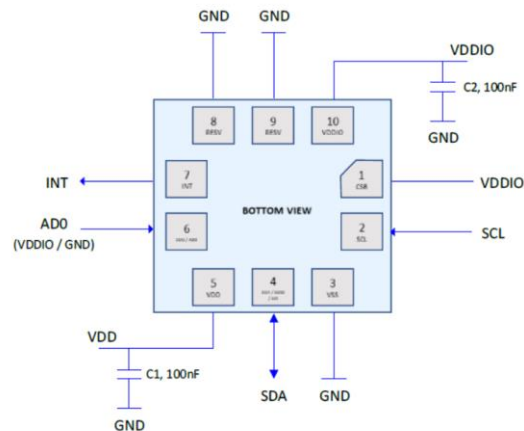 GND
GND
VDDIO
C2, 100nF
GND
8
RESV
9
RESV
10
VDDIO
7
INT
INT
1
CSB
VDDIO
BOTTOM VIEW
AD0
(VDDIO / GND)
6
2
SCL
SCL
5
VDD
4
3
VSS
VDD
C1, 100nF
SDA
GND
GND